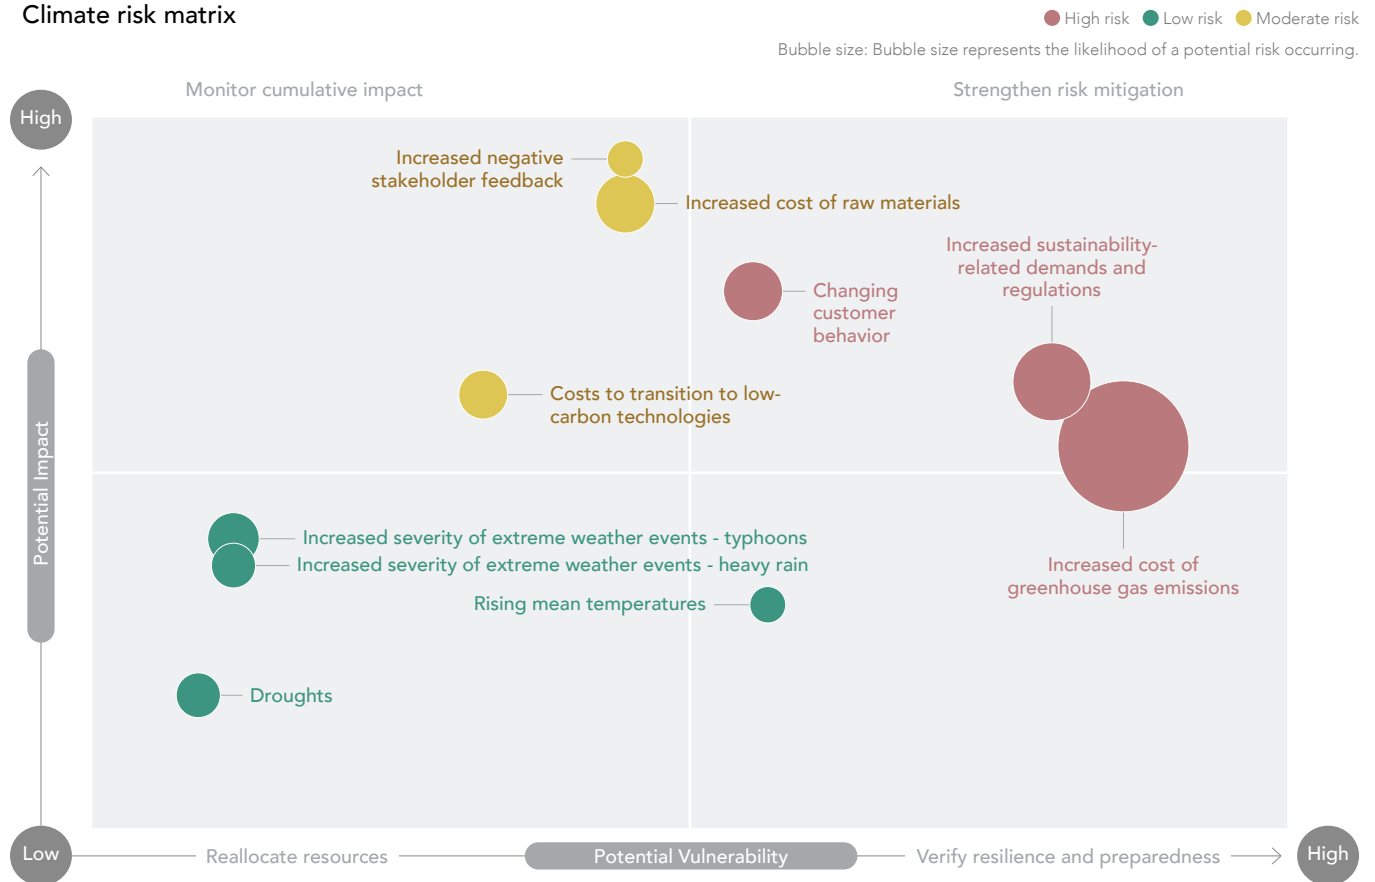 Climate risk matrix
High risk
Low risk
Moderate risk
Bubble size: Bubble size represents the likelihood of a potential risk occurring.
Monitor cumulative impact
Strengthen risk mitigation
High
Increased negative
stakeholder feedback
Increased cost of raw materials
Increased sustainability-
related demands and
regulations
Changing
customer
behavior
Costs to transition to low-
carbon technologies
Potential Impact
Increased severity of extreme weather events - typhoons
Increased severity of extreme weather events - heavy rain
Increased cost of
greenhouse gas emissions
Rising mean temperatures
Droughts
Low
Reallocate resources
Potential Vulnerability
Verify resilience and preparedness
High